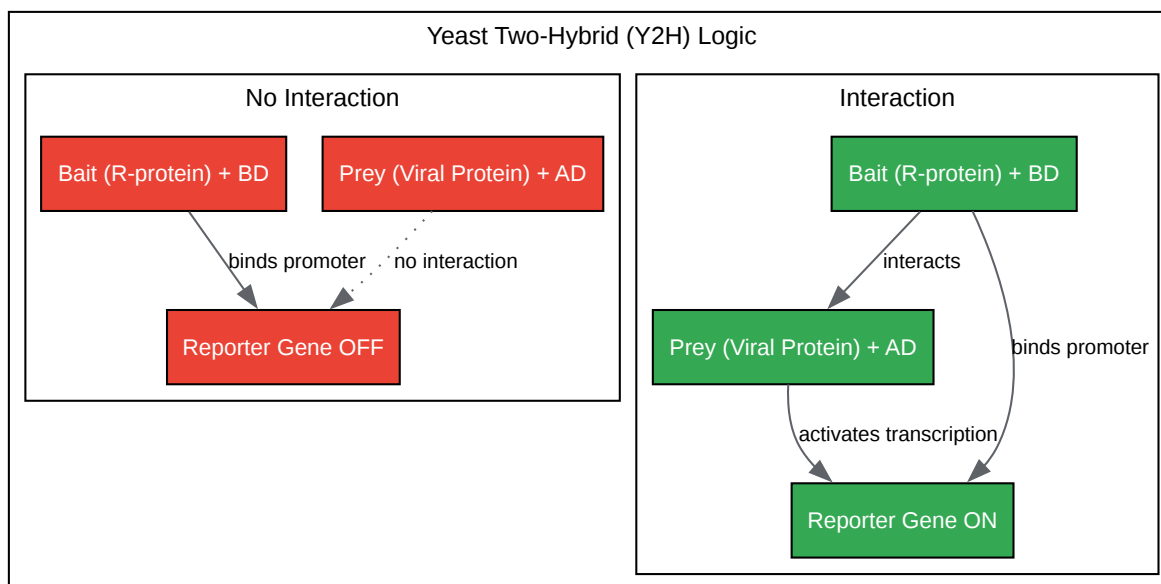 Yeast Two-Hybrid (Y2H) Logic
No Interaction
Bait (R-protein) + BD
Prey (Viral Protein) + AD
binds promoter
no interaction
Reporter Gene OFF
Interaction
Bait (R-protein) + BD
interacts
Prey (Viral Protein) + AD
binds promoter
activates transcription
Reporter Gene ON